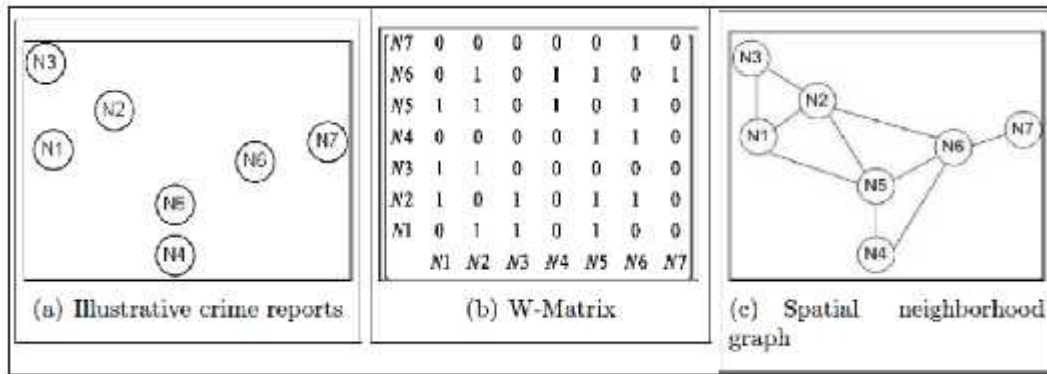 N3
N2
N1
N7
N6
N5
N4
(a) Illustrative crime reports
N7 0 0 0 0 0 1 0
N6 0 1 0 1 1 0 1
N5 1 1 0 1 0 1 0
N4 0 0 0 0 1 1 0
N3 1 1 0 0 0 0 0
N2 1 0 1 0 1 1 0
N1 0 1 1 0 1 0 0
N1 N2 N3 N4 N5 N6 N7
(b) W-Matrix
N3
N2
N7
N1
N6
N5
N4
(c) Spatial neighborhood
graph